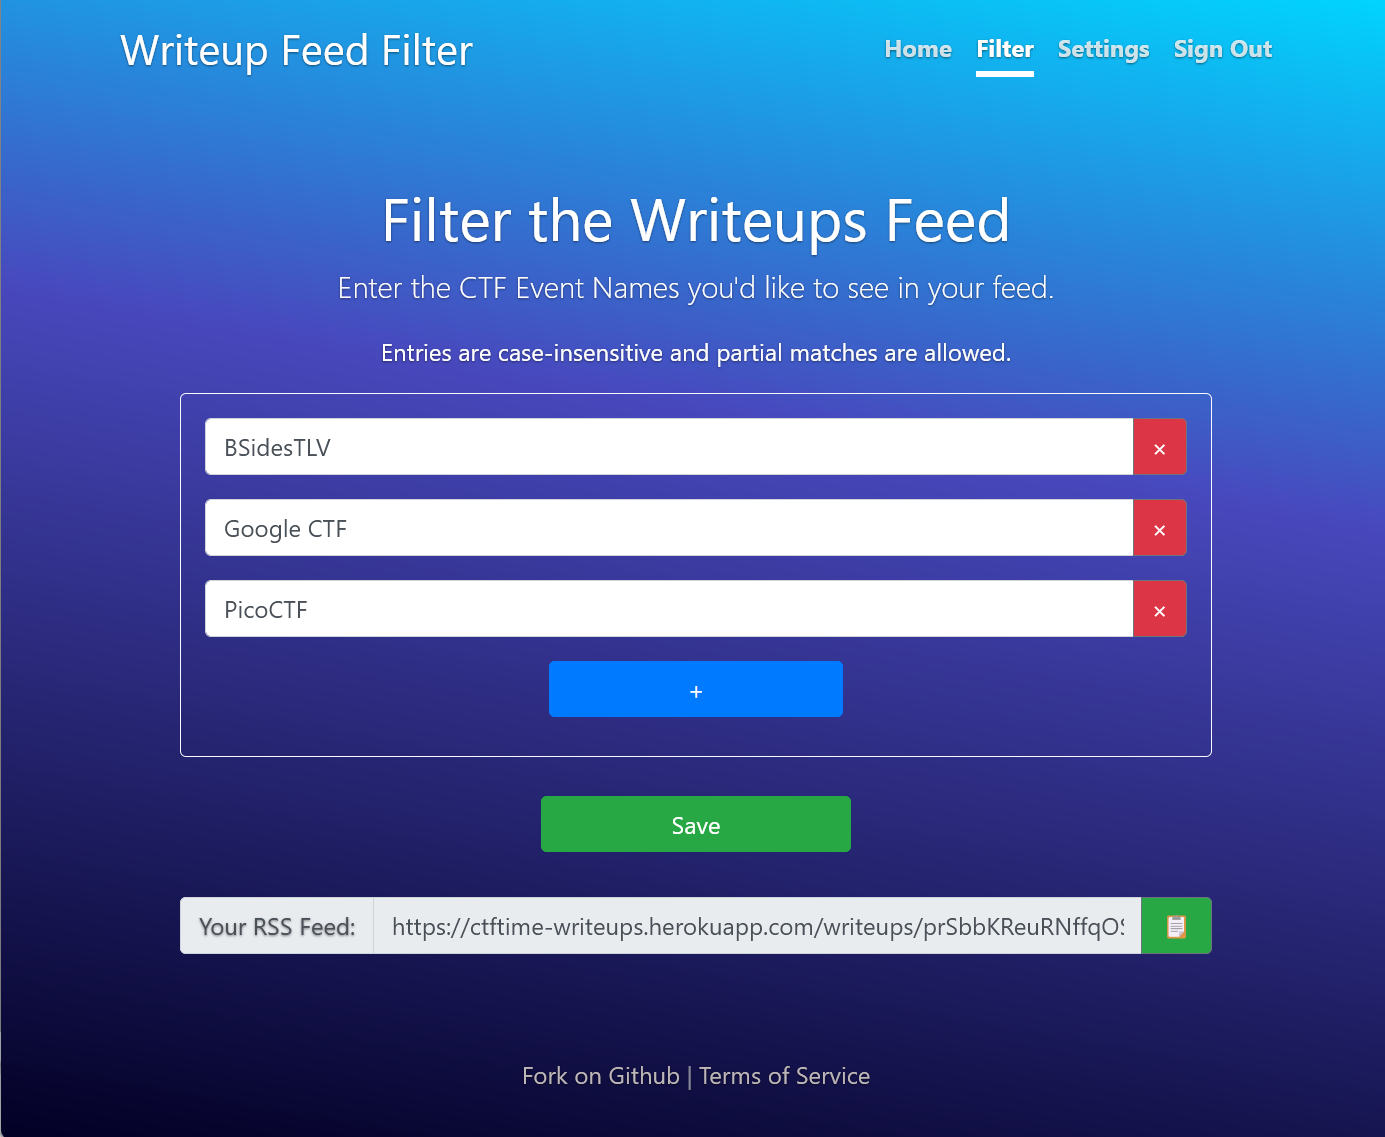 Writeup Feed Filter
Home Filter Settings Sign Out
Filter the Writeups Feed
Enter the CTF Event Names you'd like to see in your feed.
Entries are case-insensitive and partial matches are allowed.
BSidesTLV ×
Google CTF ×
PicoCTF ×
+
Save
Your RSS Feed: https://ctftime-writeups.herokuapp.com/writeups/prSbbKReuRNffqO
Fork on Github | Terms of Service